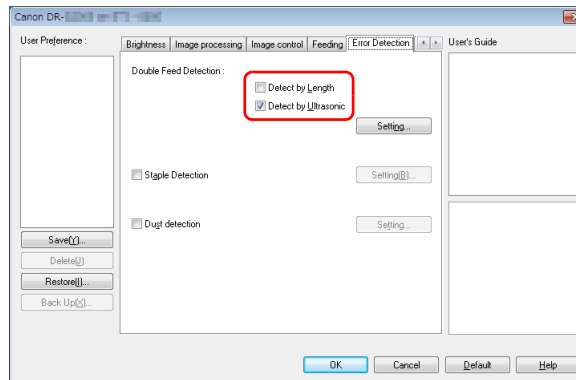 Canon DR-
User Preference :
Brightness Image processing Image control Feeding Error Detection
User's Guide
Double Feed Detection :
Detect by Length
Detect by Ultrasonic
Setting...
Staple Detection
Setting(B)...
Dust detection
Setting...
Save(Y)...
Delete(J)
Restore(I)...
Back Up(X)...
OK Cancel Default Help